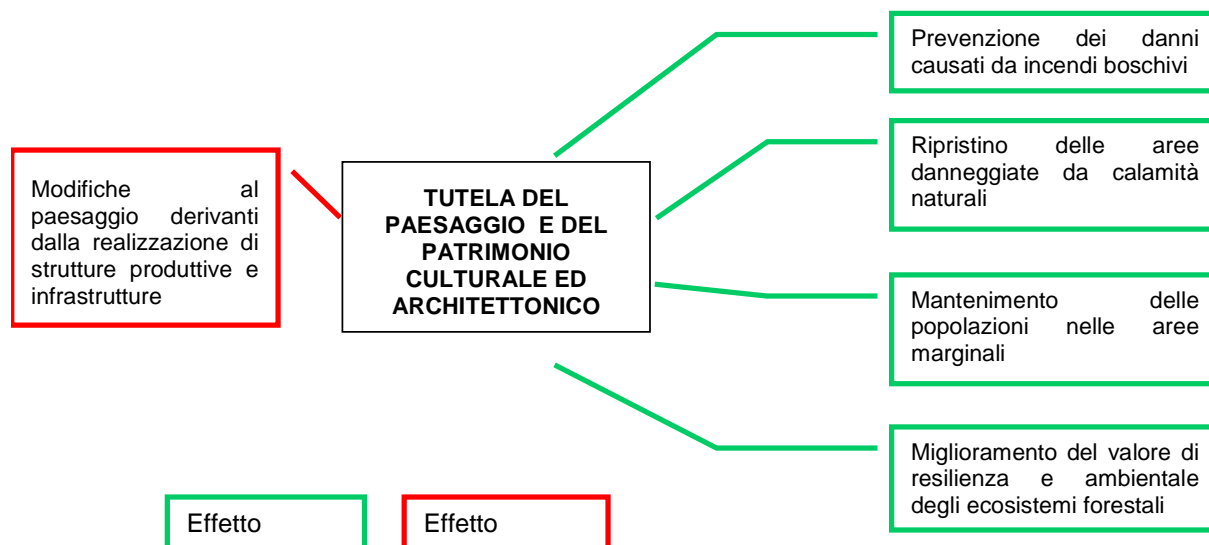 Prevenzione dei danni
causati da incendi boschivi
Modifiche al
paesaggio derivanti
dalla realizzazione di
strutture produttive e
infrastrutture
TUTELA DEL
PAESAGGIO E DEL
PATRIMONIO
CULTURALE ED
ARCHITETTONICO
Ripristino delle aree
danneggiate da calamità
naturali
Mantenimento delle
popolazioni nelle aree
marginali
Miglioramento del valore di
resilienza e ambientale
degli ecosistemi forestali
Effetto
Effetto